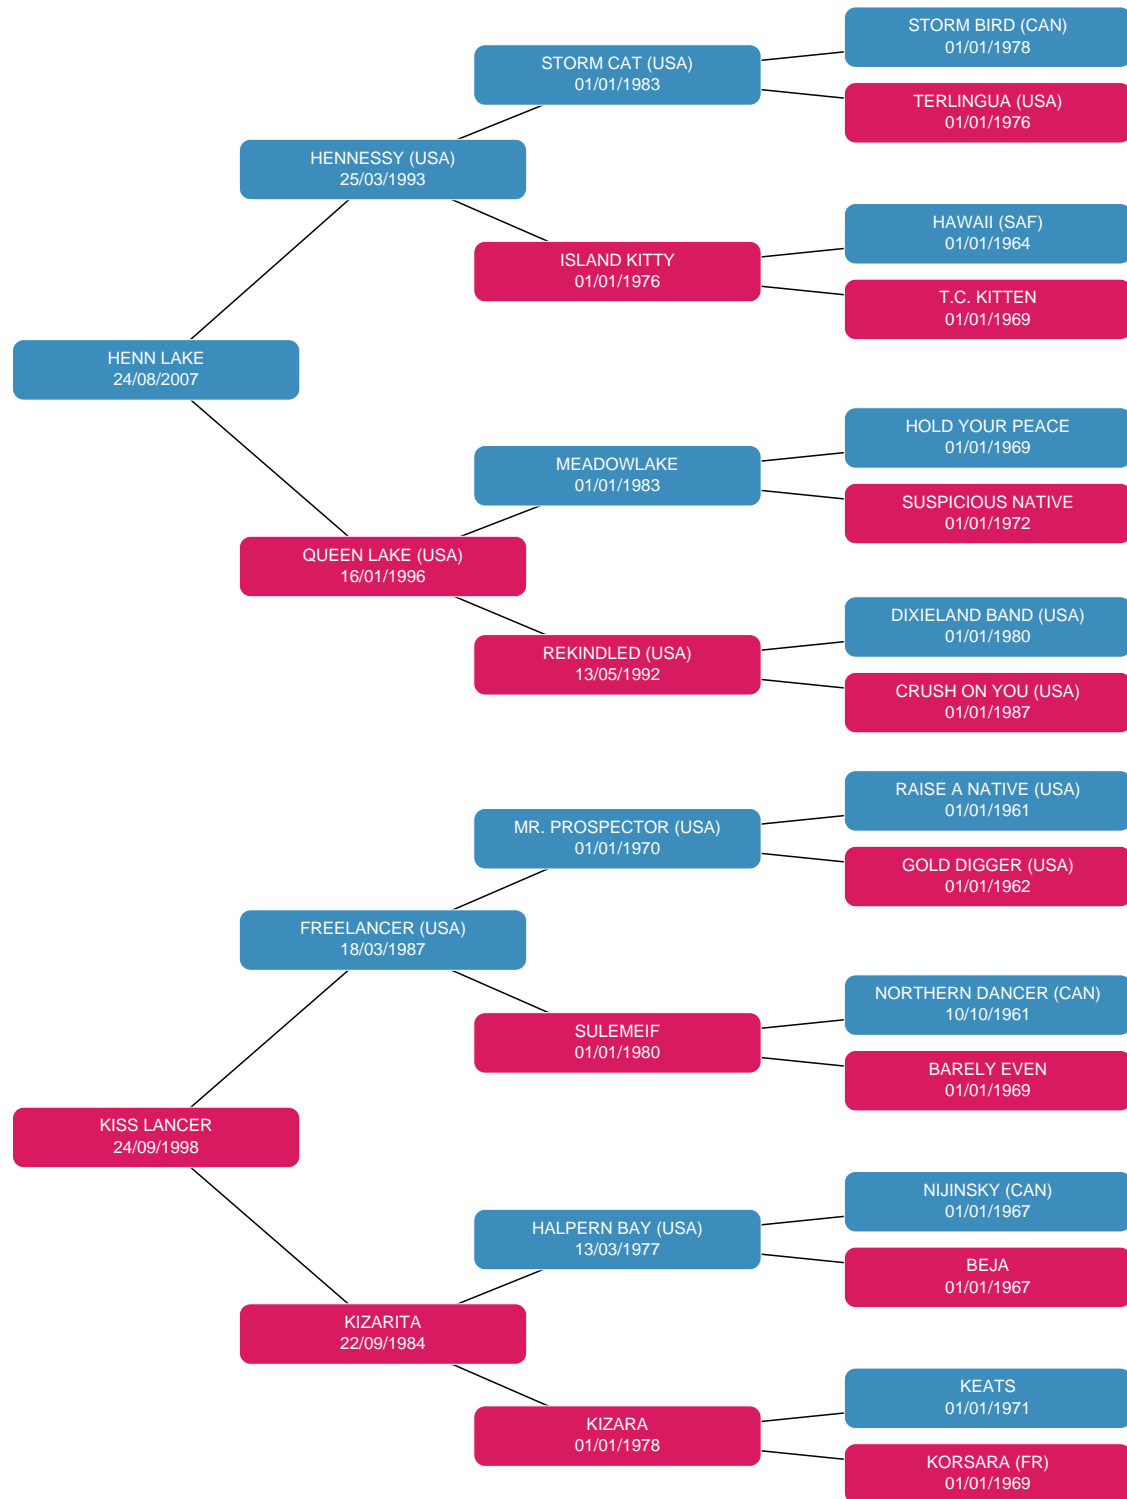 STORM BIRD (CAN)
01/01/1978
STORM CAT (USA)
01/01/1983
TERLINGUA (USA)
01/01/1976
HENNESSY (USA)
25/03/1993
HAWAII (SAF)
01/01/1964
ISLAND KITTY
01/01/1976
T.C. KITTEN
01/01/1969
HENN LAKE
24/08/2007
HOLD YOUR PEACE
01/01/1969
MEADOWLAKE
01/01/1983
SUSPICIOUS NATIVE
01/01/1972
QUEEN LAKE (USA)
16/01/1996
DIXIELAND BAND (USA)
01/01/1980
REKINDLED (USA)
13/05/1992
CRUSH ON YOU (USA)
01/01/1987
RAISE A NATIVE (USA)
01/01/1961
MR. PROSPECTOR (USA)
01/01/1970
GOLD DIGGER (USA)
01/01/1962
FREELANCER (USA)
18/03/1987
NORTHERN DANCER (CAN)
10/10/1961
SULEMEIF
01/01/1980
BARELY EVEN
01/01/1969
KISS LANCER
24/09/1998
NIJINSKY (CAN)
01/01/1967
HALPERN BAY (USA)
13/03/1977
BEJA
01/01/1967
KIZARITA
22/09/1984
KEATS
01/01/1971
KIZARA
01/01/1978
KORSARA (FR)
01/01/1969